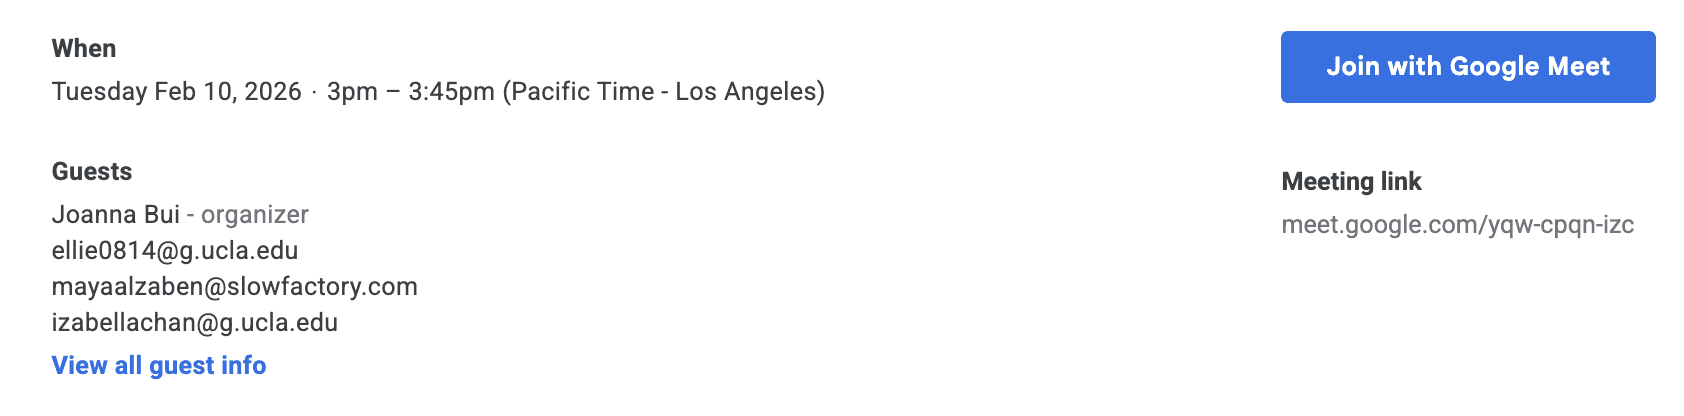 When
Tuesday Feb 10, 2026 · 3pm – 3:45pm (Pacific Time - Los Angeles)
Guests
Joanna Bui - organizer
ellie0814@g.ucla.edu
mayaalzaben@slowfactory.com
izabellachan@g.ucla.edu
View all guest info
Join with Google Meet
Meeting link
meet.google.com/yqw-cpqn-izc